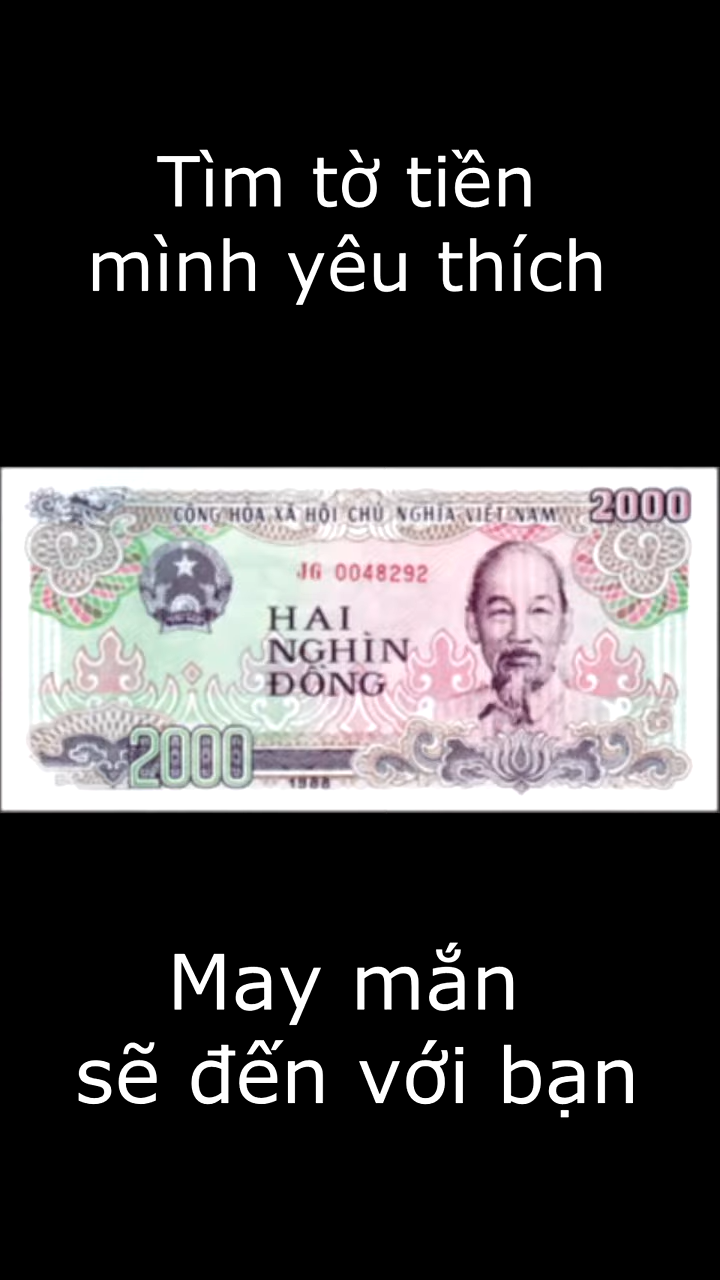 Tìm tờ tiền
mình yêu thích
CỘNG HÒA XÃ HỘI CHỦ NGHĨA VIỆT NAM
2000
JG 0048292
HAI
NGHÌN
ĐỒNG
2000
1988
May mắn
sẽ đến với bạn